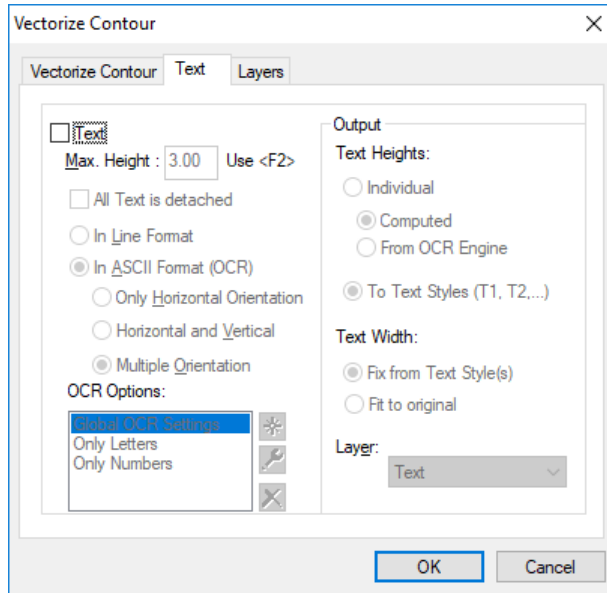 Vectorize Contour
Vectorize Contour Text Layers
Text
Max. Height : 3.00 Use <F2>
All Text is detached
In Line Format
In ASCII Format (OCR)
Only Horizontal Orientation
Horizontal and Vertical
Multiple Orientation
OCR Options:
Global OCR Settings
Only Letters
Only Numbers
Output
Text Heights:
Individual
Computed
From OCR Engine
To Text Styles (T1, T2,...)
Text Width:
Fix from Text Style(s)
Fit to original
Layer:
Text
OK Cancel